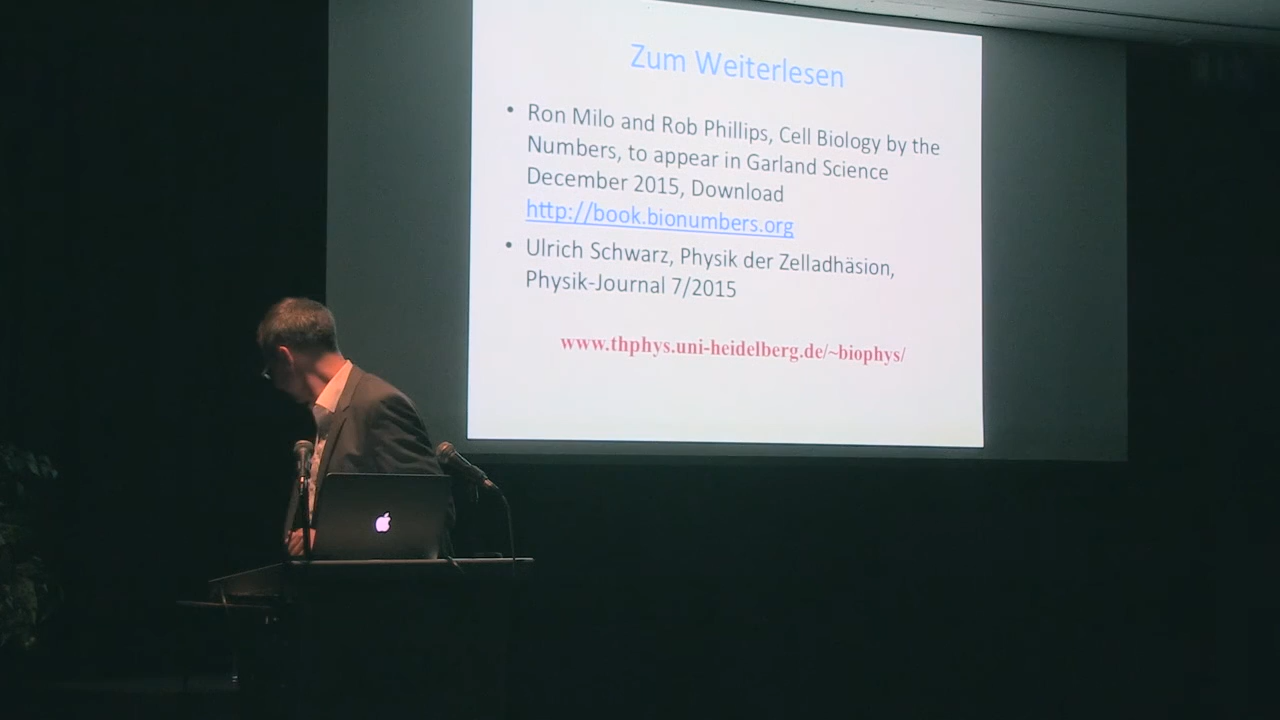 Zum Weiterlesen
• Ron Milo and Rob Phillips, Cell Biology by the
Numbers, to appear in Garland Science
December 2015, Download
http://book.bionumbers.org
• Ulrich Schwarz, Physik der Zelladhäsion,
Physik-Journal 7/2015
www.thphys.uni-heidelberg.de/~biophys/